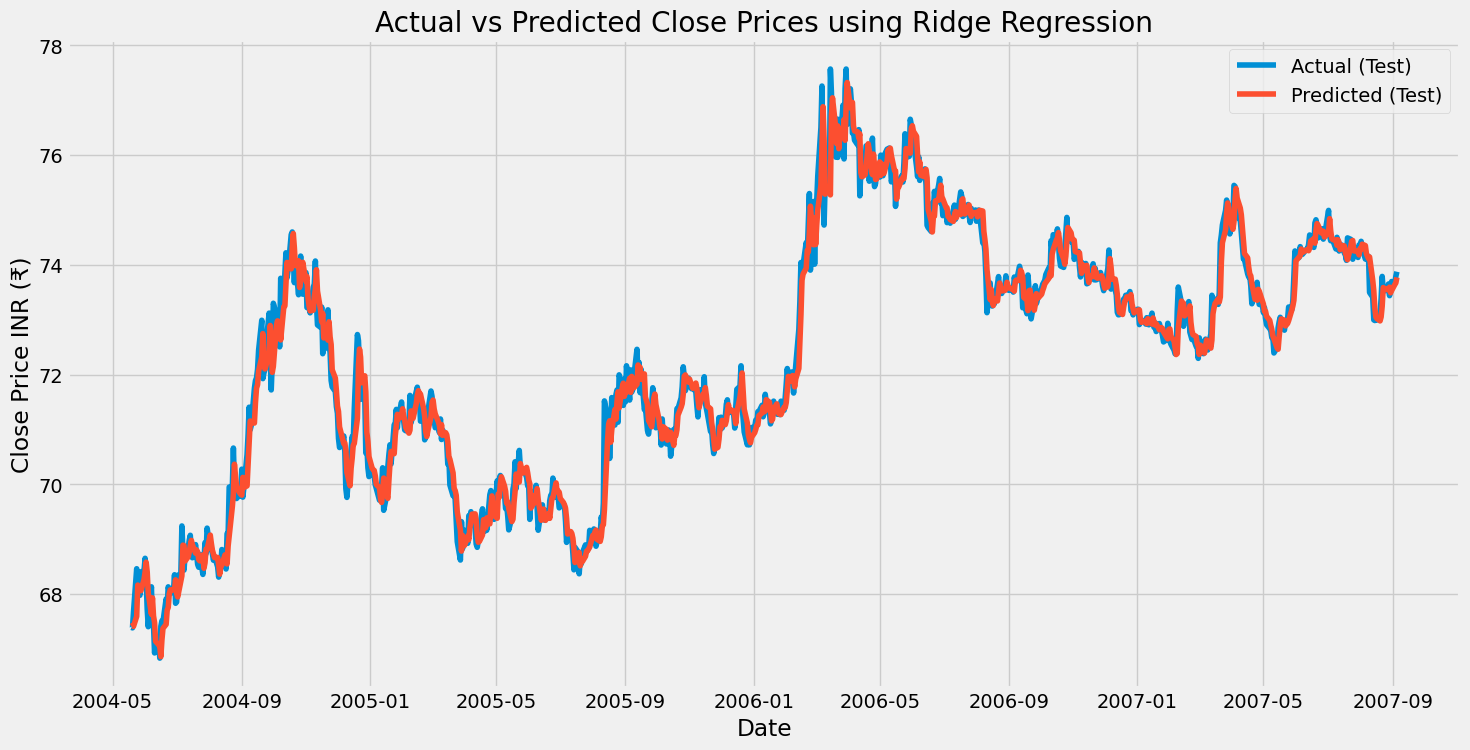 Actual vs Predicted Close Prices using Ridge Regression
Actual (Test)
Predicted (Test)
Close Price INR (₹)
78
76
74
72
70
68
2004-05 2004-09 2005-01 2005-05 2005-09 2006-01 2006-05 2006-09 2007-01 2007-05 2007-09
Date